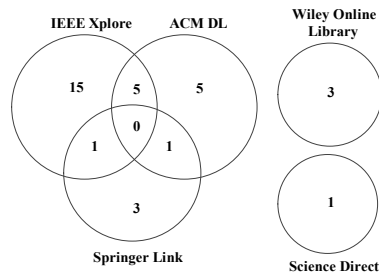 IEEE Xplore
ACM DL
Wiley Online
Library
15
5
5
3
0
1
1
3
1
Springer Link
Science Direct